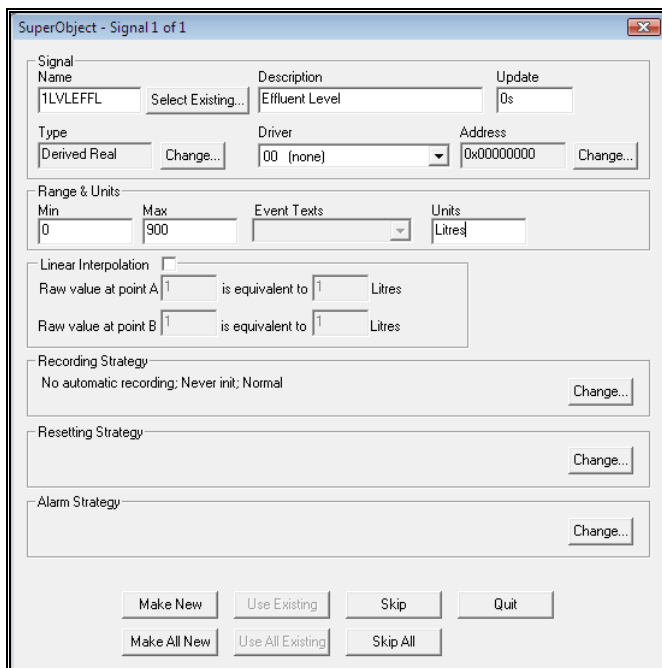 SuperObject - Signal 1 of 1
Signal
Name Description Update
1LVLEFFL Select Existing... Effluent Level 0s
Type Driver Address
Derived Real Change... 00 (none) 0x00000000 Change...
Range & Units
Min Max Event Texts Units
0 900 Litres
Linear Interpolation
Raw value at point A 1 is equivalent to 1 Litres
Raw value at point B 1 is equivalent to 1 Litres
Recording Strategy
No automatic recording; Never init; Normal
Change...
Resetting Strategy
Change...
Alarm Strategy
Change...
Make New Use Existing Skip Quit
Make All New Use All Existing Skip All